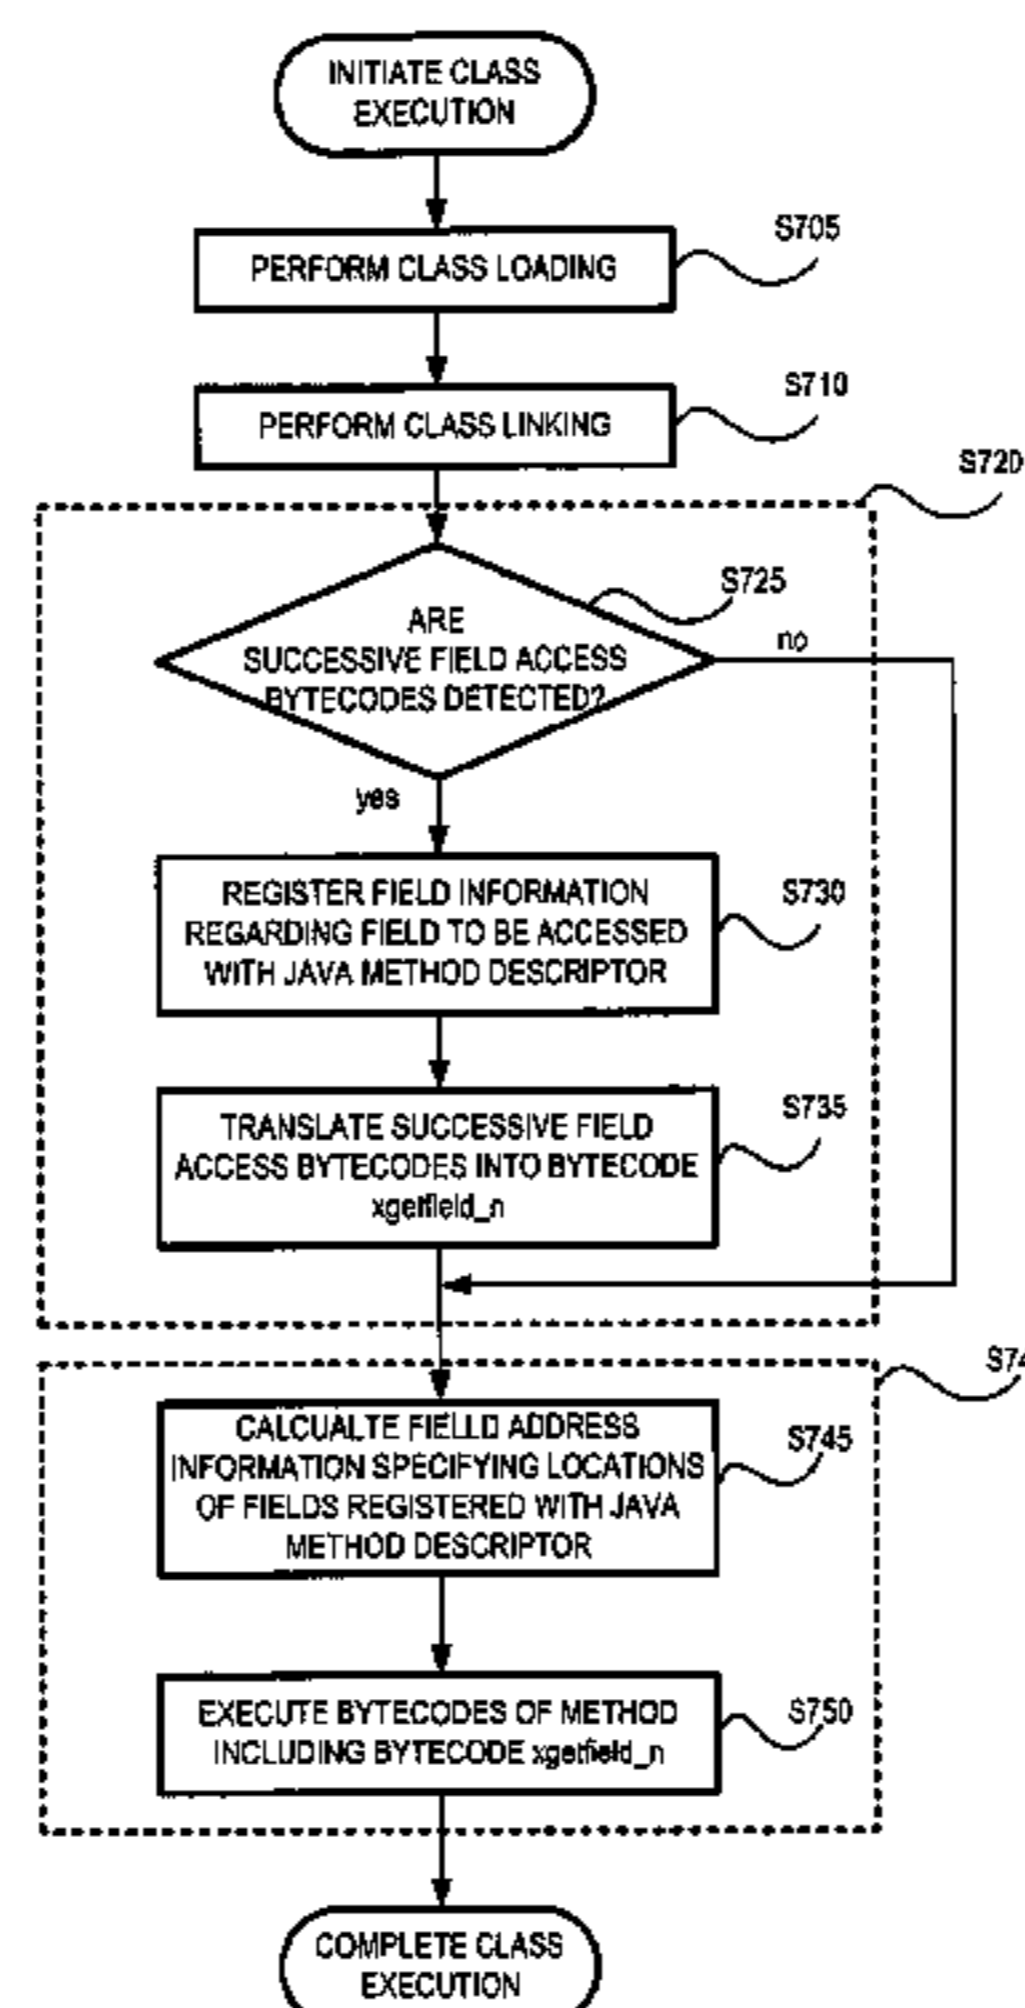 INITIATE CLASS
EXECUTION
S705
PERFORM CLASS LOADING
S710
PERFORM CLASS LINKING
S720
S725
ARE
SUCCESSIVE FIELD ACCESS
BYTECODES DETECTED?
no
yes
REGISTER FIELD INFORMATION
REGARDING FIELD TO BE ACCESSED
WITH JAVA METHOD DESCRIPTOR
S730
TRANSLATE SUCCESSIVE FIELD
ACCESS BYTECODES INTO BYTECODE
xgetfield_n
S735
S74
CALCUALTE FIELLD ADDRESS
INFORMATION SPECIFYING LOCATIONS
OF FIELDS REGISTERED WITH JAVA
METHOD DESCRIPTOR
S745
EXECUTE BYTECODES OF METHOD
INCLUDING BYTECODE xgetfield_n
S750
COMPLETE CLASS
EXECUTION